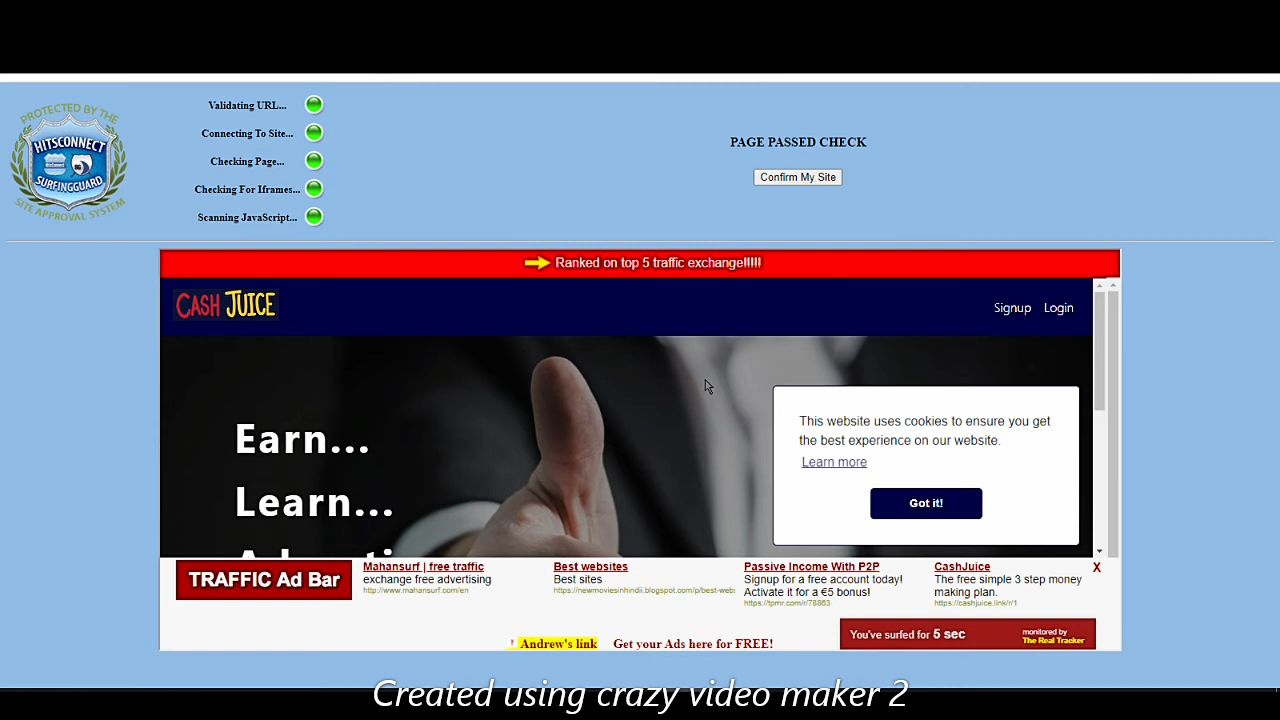 PROTECTED BY THE
HITSCONNECT
SURFINGGUARD
SITE APPROVAL SYSTEM
Validating URL...
Connecting To Site...
Checking Page...
Checking For Iframes...
Scanning JavaScript...
PAGE PASSED CHECK
Confirm My Site
Ranked on top 5 traffic exchange!!!!!
CASH JUICE
Signup Login
Earn...
Learn...
This website uses cookies to ensure you get
the best experience on our website.
Learn more
Got it!
TRAFFIC Ad Bar
Mahansurf | free traffic
exchange free advertising
http://www.mahansurf.com/en
Best websites
Best sites
https://newmoviesinhindii.blogspot.com/p/best-webs
Passive Income With P2P
Signup for a free account today!
Activate it for a €5 bonus!
https://tpmr.com/r/78863
CashJuice
The free simple 3 step money
making plan.
https://cashjuice.link/r/1
X
Andrew's link Get your Ads here for FREE!
You've surfed for 5 sec
monitored by
The Real Tracker
Created using crazy video maker 2